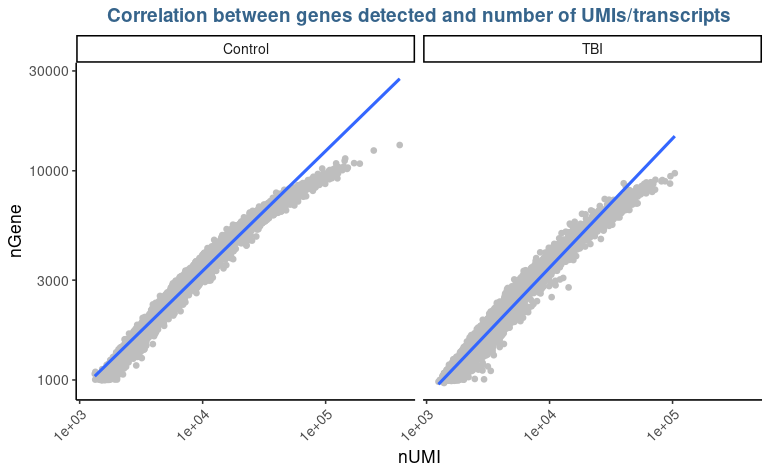 Correlation between genes detected and number of UMIs/transcripts
Control
TBI
30000
10000
3000
1000
nGene
1e+03
1e+04
1e+05
1e+03
1e+04
1e+05
nUMI